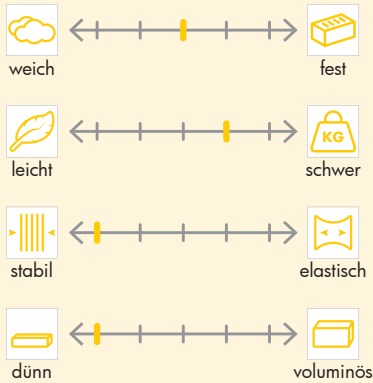 weich fest
KG
leicht schwer
stabil elastisch
dünn voluminös